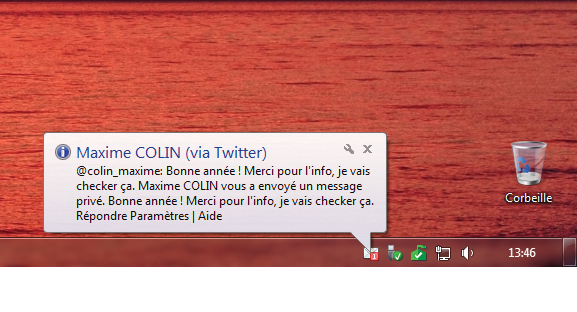 Maxime COLIN (via Twitter)
@colin_maxime: Bonne année ! Merci pour l'info, je vais
checker ça. Maxime COLIN vous a envoyé un message
privé. Bonne année ! Merci pour l'info, je vais checker ça.
Répondre Paramètres | Aide
Corbeille
1
13:46